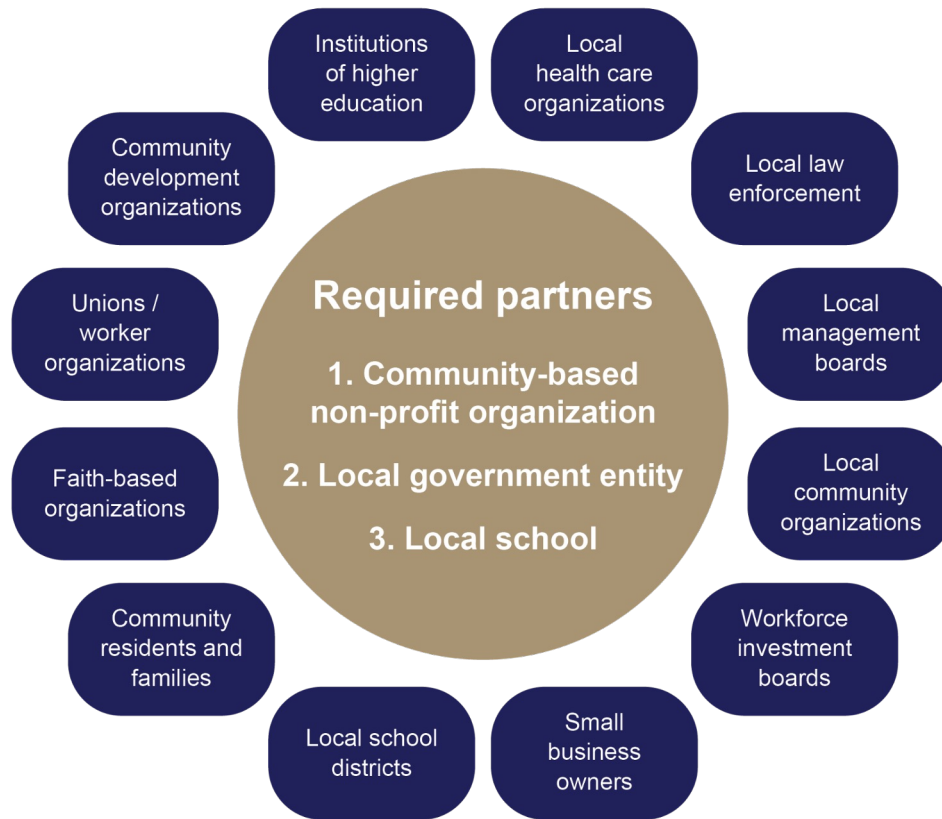 Institutions
of higher
education
Local
health care
organizations
Local law
enforcement
Local
management
boards
Local
community
organizations
Workforce
investment
boards
Small
business
owners
Local school
districts
Community
residents and
families
Faith-based
organizations
Unions /
worker
organizations
Community
development
organizations
Required partners
1. Community-based
non-profit organization
2. Local government entity
3. Local school